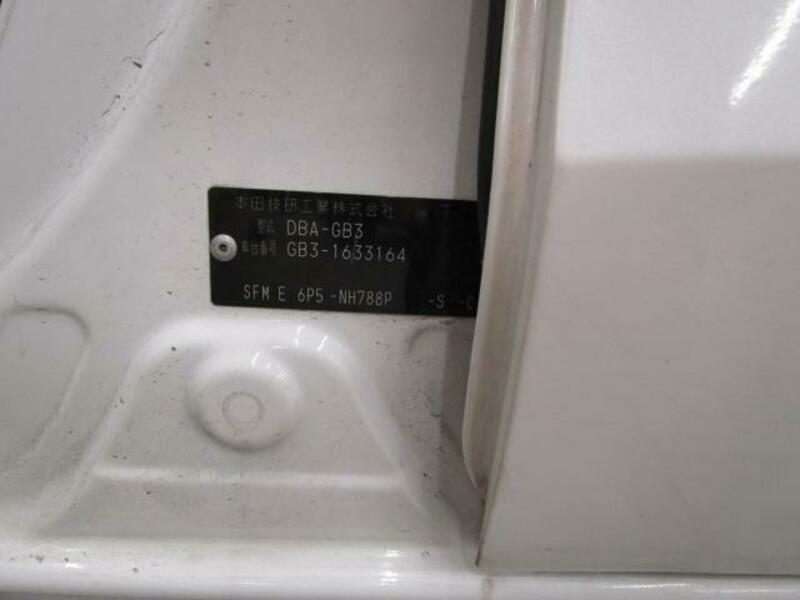 本田技研工業株式会社
型式 DBA-GB3
車台番号 GB3-1633164
SFM E 6P5 -NH788P -S -C